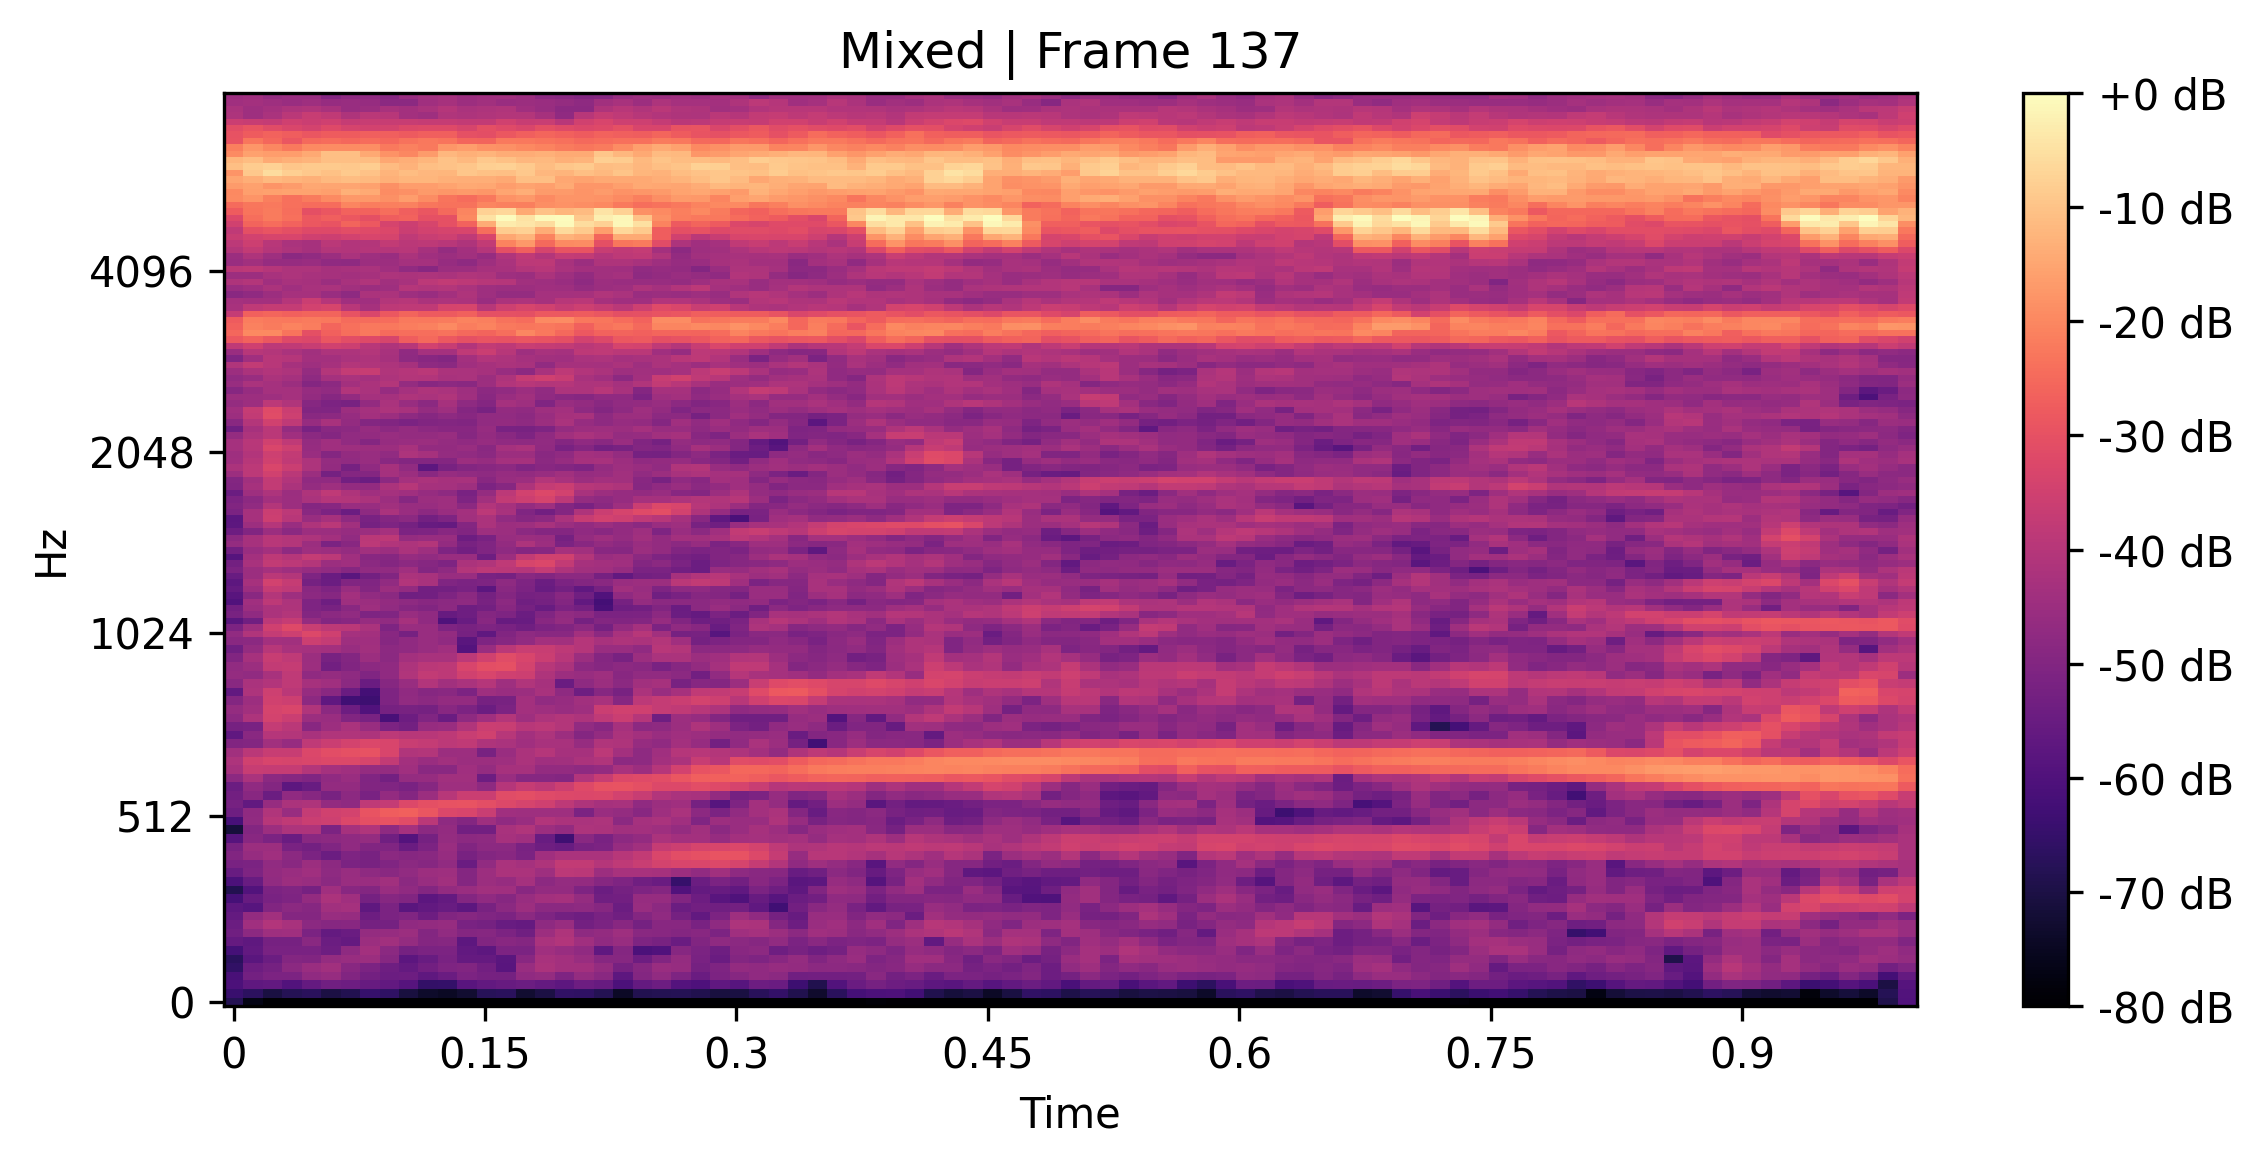 Mixed | Frame 137
+0 dB
-10 dB
-20 dB
-30 dB
-40 dB
-50 dB
-60 dB
-70 dB
-80 dB
4096
2048
1024
512
0
Hz
0 0.15 0.3 0.45 0.6 0.75 0.9
Time